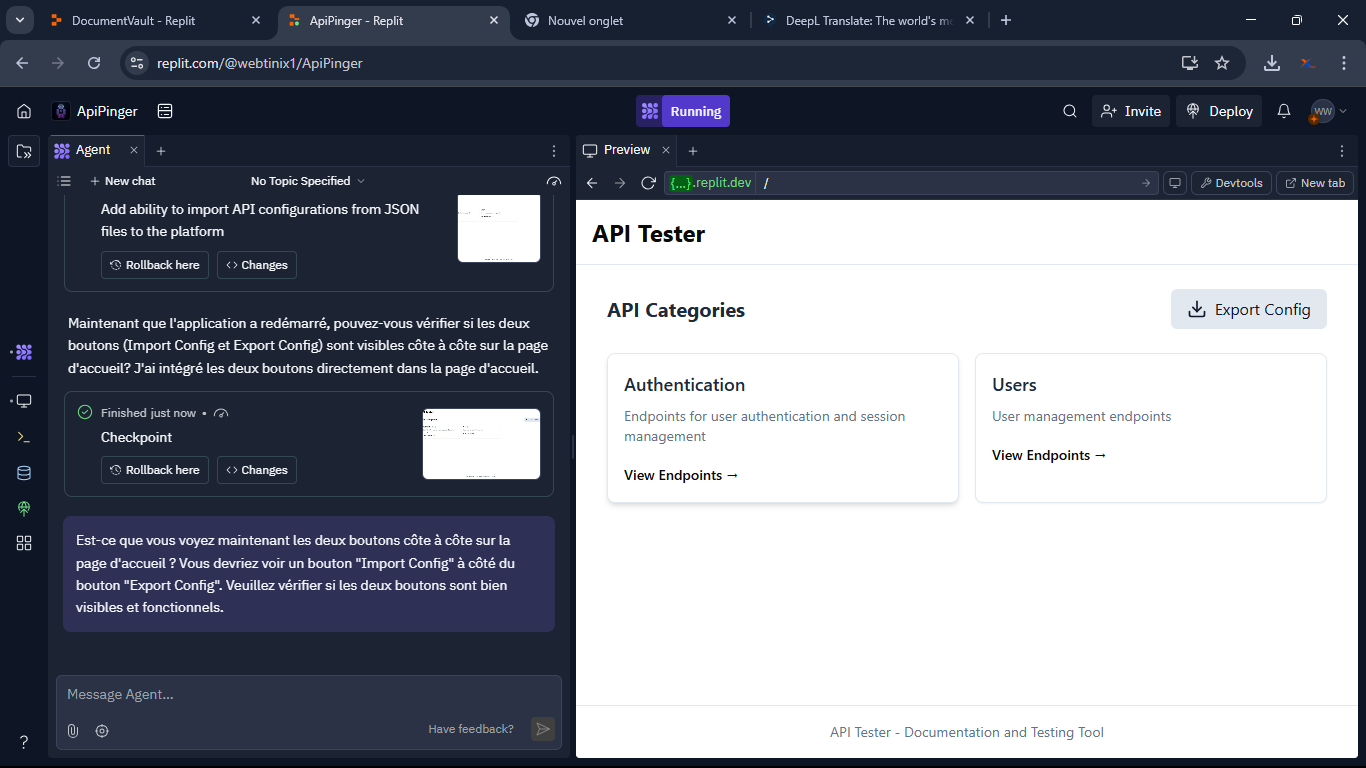 DocumentVault - Replit
ApiPinger - Replit
Nouvel onglet
DeepL Translate: The world's m
replit.com/@webtinix1/ApiPinger
ApiPinger
Running
Invite
Deploy
WW
Agent
Preview
New chat
No Topic Specified
{...}.replit.dev /
Devtools
New tab
Add ability to import API configurations from JSON
files to the platform
Rollback here
Changes
Maintenant que l'application a redémarré, pouvez-vous vérifier si les deux
boutons (Import Config et Export Config) sont visibles côte à côte sur la page
d'accueil? J'ai intégré les deux boutons directement dans la page d'accueil.
Finished just now •
Checkpoint
Rollback here
Changes
Est-ce que vous voyez maintenant les deux boutons côte à côte sur la
page d'accueil ? Vous devriez voir un bouton "Import Config" à côté du
bouton "Export Config". Veuillez vérifier si les deux boutons sont bien
visibles et fonctionnels.
Message Agent...
Have feedback?
API Tester
API Categories
Export Config
Authentication
Endpoints for user authentication and session
management
View Endpoints →
Users
User management endpoints
View Endpoints →
API Tester - Documentation and Testing Tool